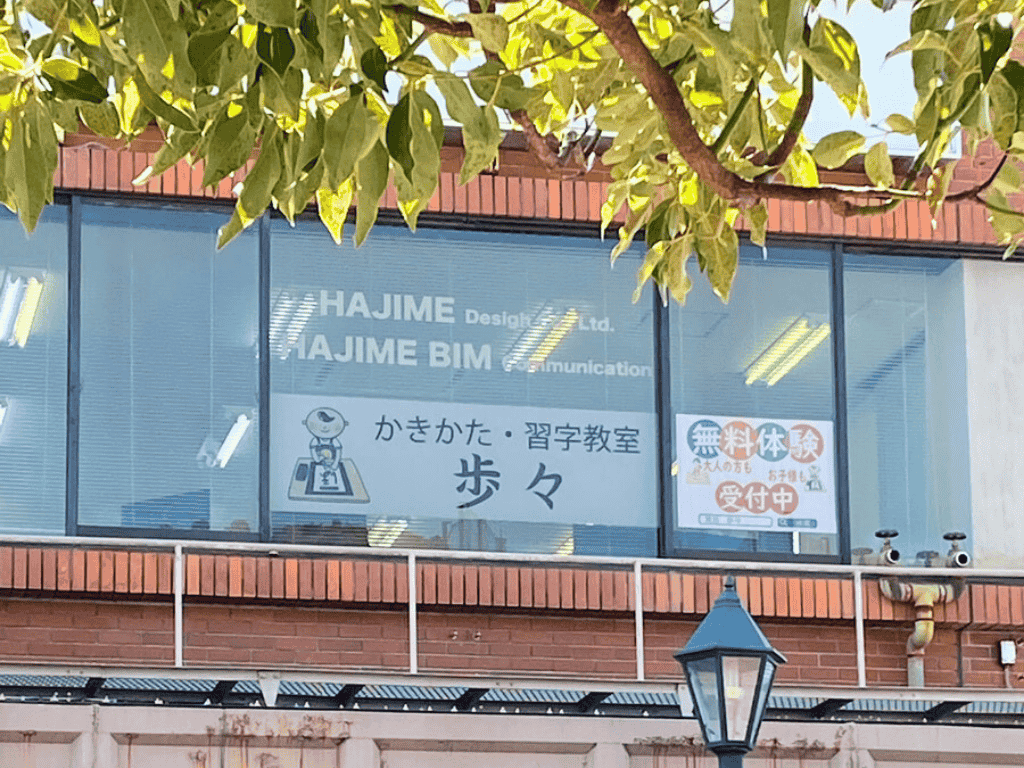 HAJIME Design Co., Ltd.
HAJIME BIM Communication
かきかた・習字教室
歩々
無料体験
大人の方も お子様も
受付中